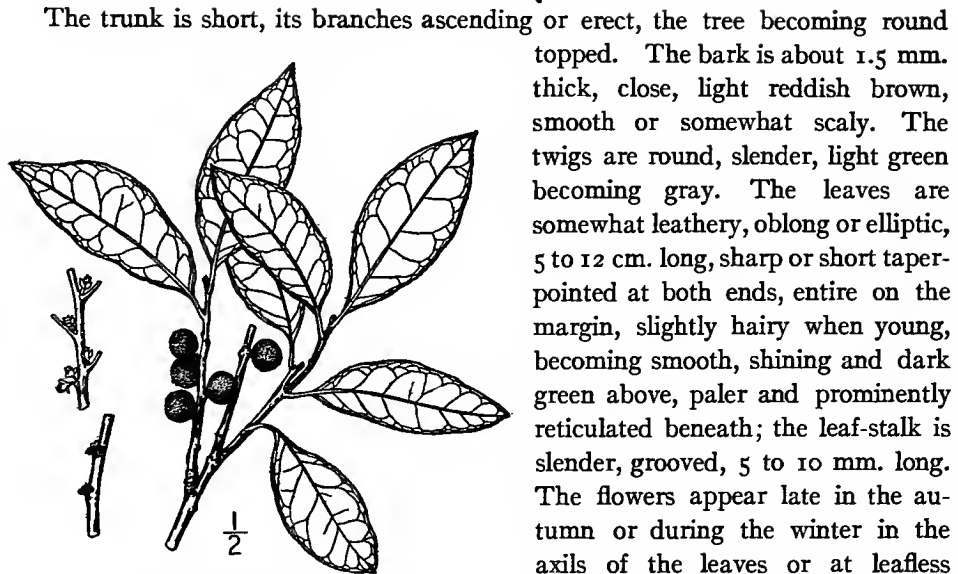 The trunk is short, its branches ascending or erect, the tree becoming round
topped. The bark is about 1.5 mm.
thick, close, light reddish brown,
smooth or somewhat scaly. The
twigs are round, slender, light green
becoming gray. The leaves are
somewhat leathery, oblong or elliptic,
5 to 12 cm. long, sharp or short taper-
pointed at both ends, entire on the
margin, slightly hairy when young,
becoming smooth, shining and dark
green above, paler and prominently
reticulated beneath; the leaf-stalk is
slender, grooved, 5 to 10 mm. long.
The flowers appear late in the au-
tumn or during the winter in the
axils of the leaves or at leafless
1/2